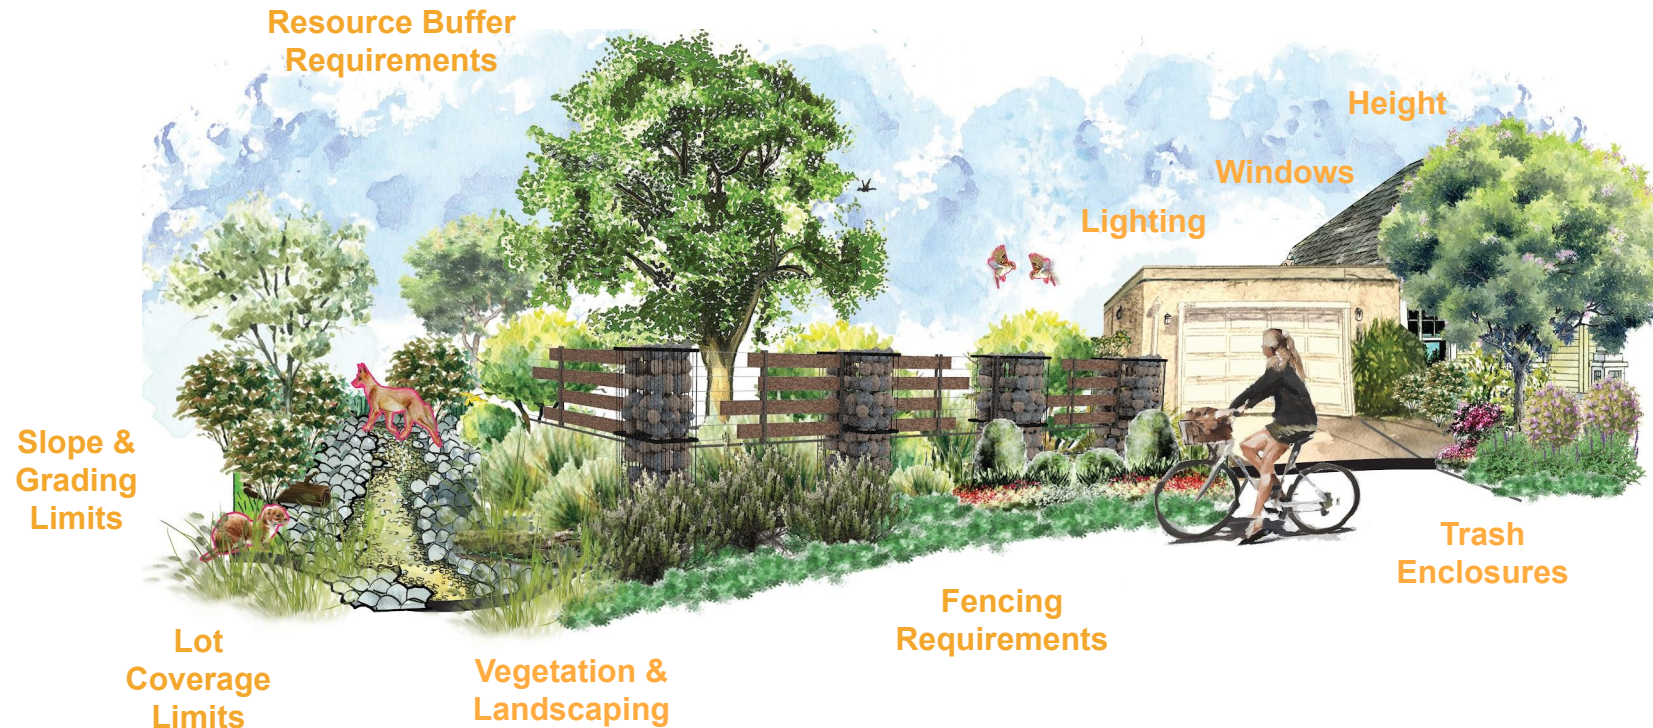 Resource Buffer
Requirements
Height
Windows
Lighting
Slope &
Grading
Limits
Trash
Enclosures
Fencing
Requirements
Lot
Coverage
Limits
Vegetation &
Landscaping